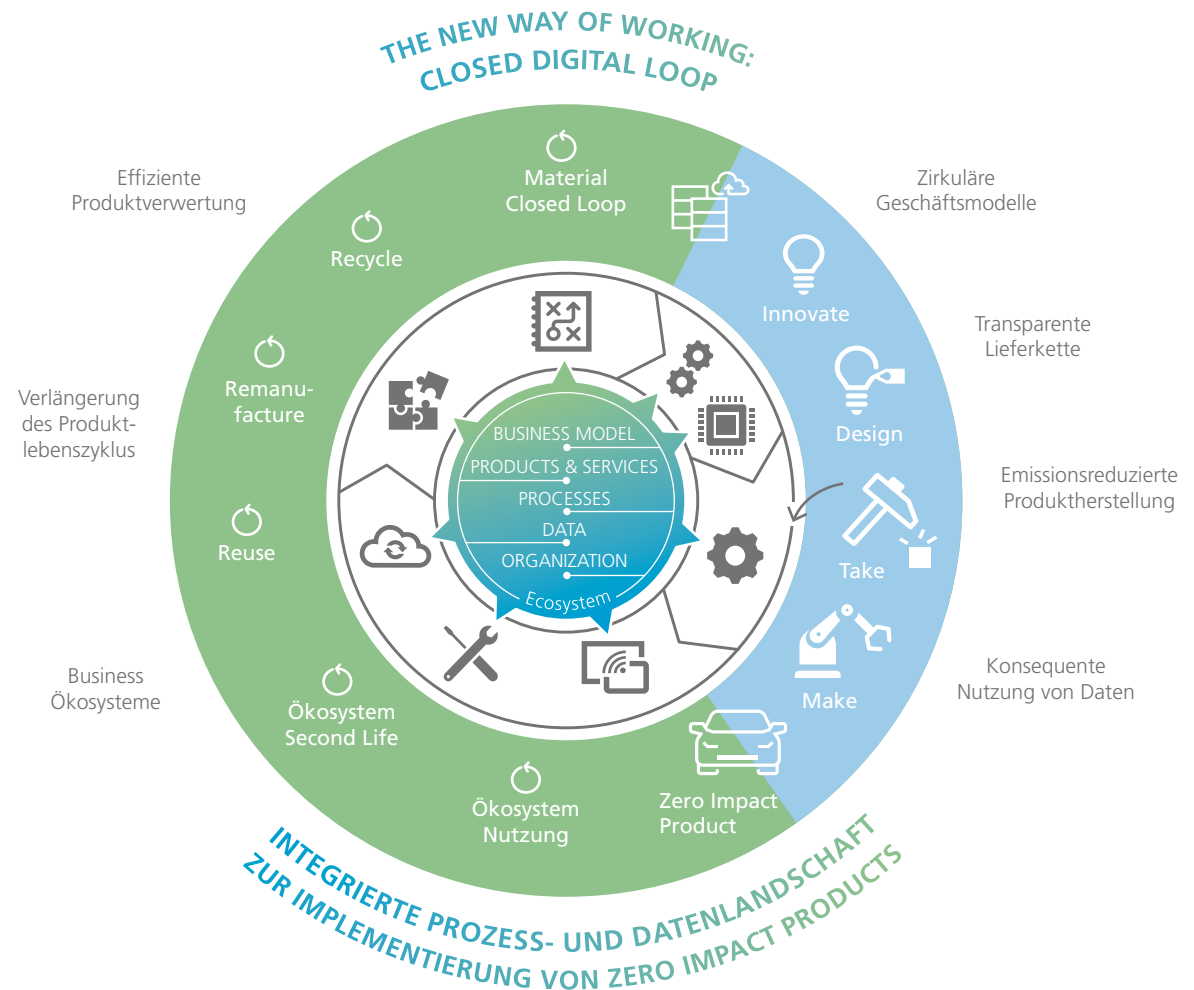 THE NEW WAY OF WORKING:
CLOSED DIGITAL LOOP
Effiziente
Produktverwertung
Material
Closed Loop
Zirkuläre
Geschäftsmodelle
Recycle
Innovate
Transparente
Lieferkette
Remanu-
facture
Verlängerung
des Produkt-
lebenszyklus
Design
BUSINESS MODEL
PRODUCTS & SERVICES
PROCESSES
DATA
ORGANIZATION
Ecosystem
Emissionsreduzierte
Produktherstellung
Reuse
Take
Business
Ökosysteme
Konsequente
Nutzung von Daten
Make
Ökosystem
Second Life
Ökosystem
Nutzung
Zero Impact
Product
INTEGRIERTE PROZESS- UND DATENLANDSCHAFT
ZUR IMPLEMENTIERUNG VON ZERO IMPACT PRODUCTS